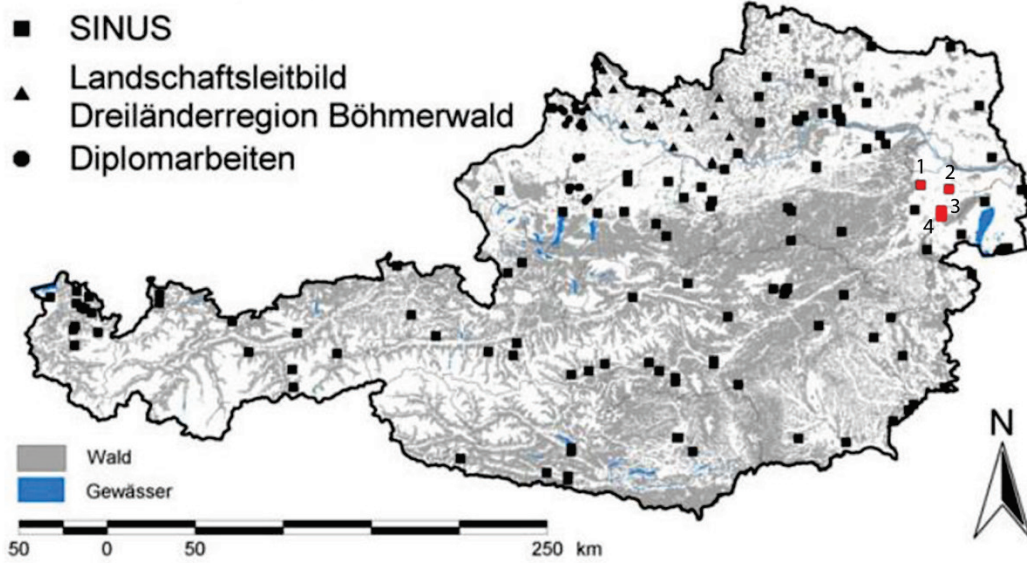 SINUS
Landschaftsleitbild
Dreiländerregion Böhmerwald
Diplomarbeiten
1
2
3
4
Wald
Gewässer
N
50 0 50 250 km